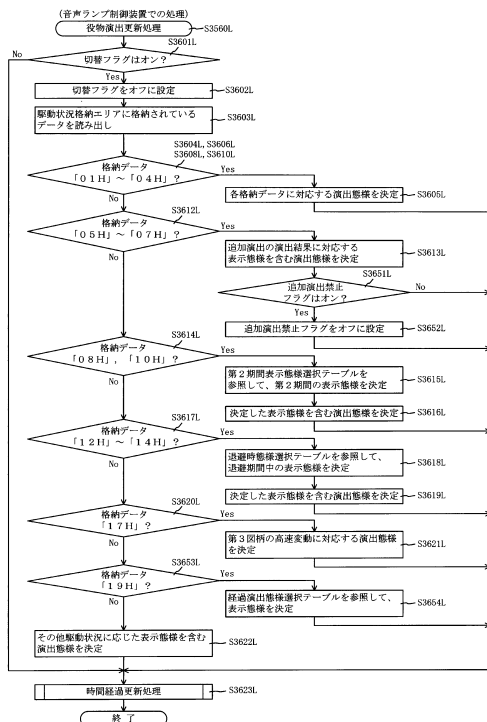 (音声ランプ制御装置での処理)
役物演出更新処理
S3560L
S3601L
No
切替フラグはオン？
Yes
切替フラグをオフに設定
S3602L
駆動状況格納エリアに格納されている
データを読み出し
S3603L
S3604L, S3606L
S3608L, S3610L
格納データ
「０１Ｈ」～「０４Ｈ」？
Yes
No
各格納データに対応する演出態様を決定
S3605L
S3612L
格納データ
「０５Ｈ」～「０７Ｈ」？
Yes
No
追加演出の演出結果に対応する
表示態様を含む演出態様を決定
S3613L
S3651L
追加演出禁止
フラグはオン？
No
Yes
追加演出禁止フラグをオフに設定
S3652L
S3614L
格納データ
「０８Ｈ」，「１０Ｈ」？
Yes
No
第２期間表示態様選択テーブルを
参照して、第２期間の表示態様を決定
S3615L
決定した表示態様を含む演出態様を決定
S3616L
S3617L
格納データ
「１２Ｈ」～「１４Ｈ」？
Yes
No
退避時態様選択テーブルを参照して、
退避期間中の表示態様を決定
S3618L
決定した表示態様を含む演出態様を決定
S3619L
S3620L
格納データ
「１７Ｈ」？
Yes
No
第３図柄の高速変動に対応する演出態様
を決定
S3621L
S3653L
格納データ
「１９Ｈ」？
Yes
No
経過演出態様選択テーブルを参照して、
表示態様を決定
S3654L
その他駆動状況に応じた表示態様を含む
演出態様を決定
S3622L
時間経過更新処理
S3623L
終了